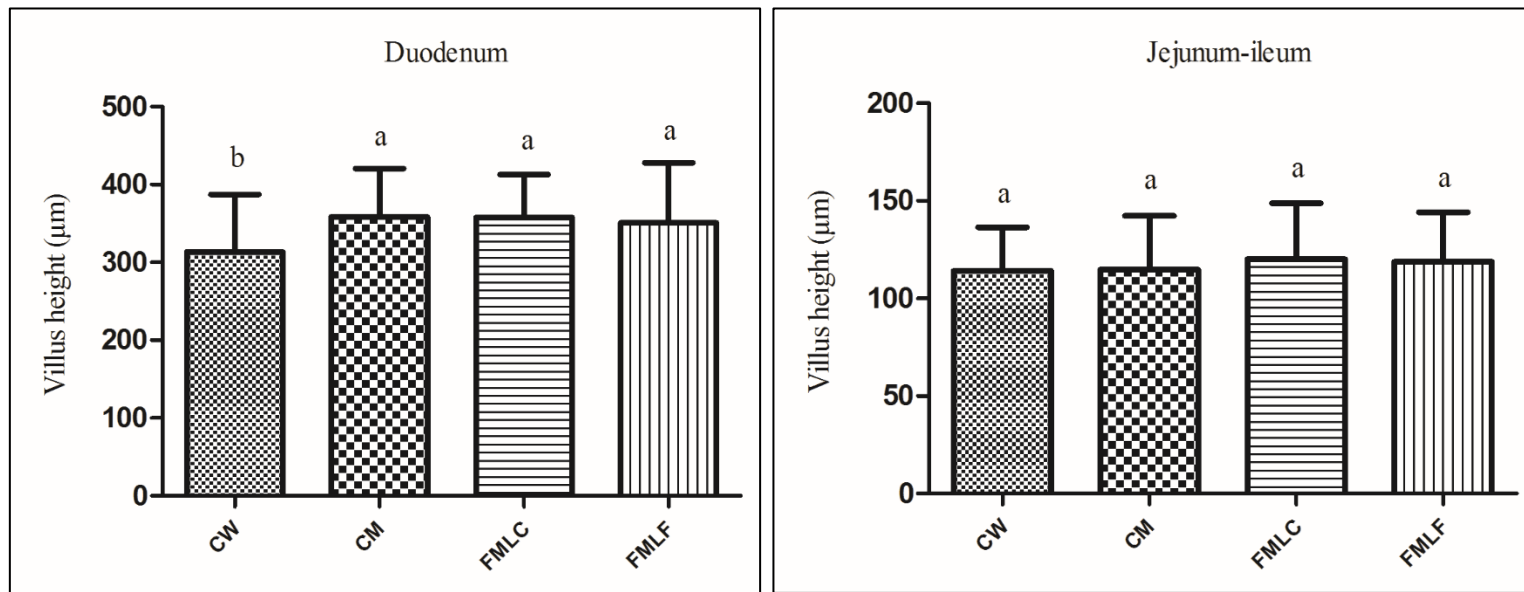 Duodenum
Villus height (µm)
500
400
300
200
100
0
b
a
a
a
CW
CM
FMLC
FMLF
Jejunum-ileum
Villus height (µm)
200
150
100
50
0
a
a
a
a
CW
CM
FMLC
FMLF